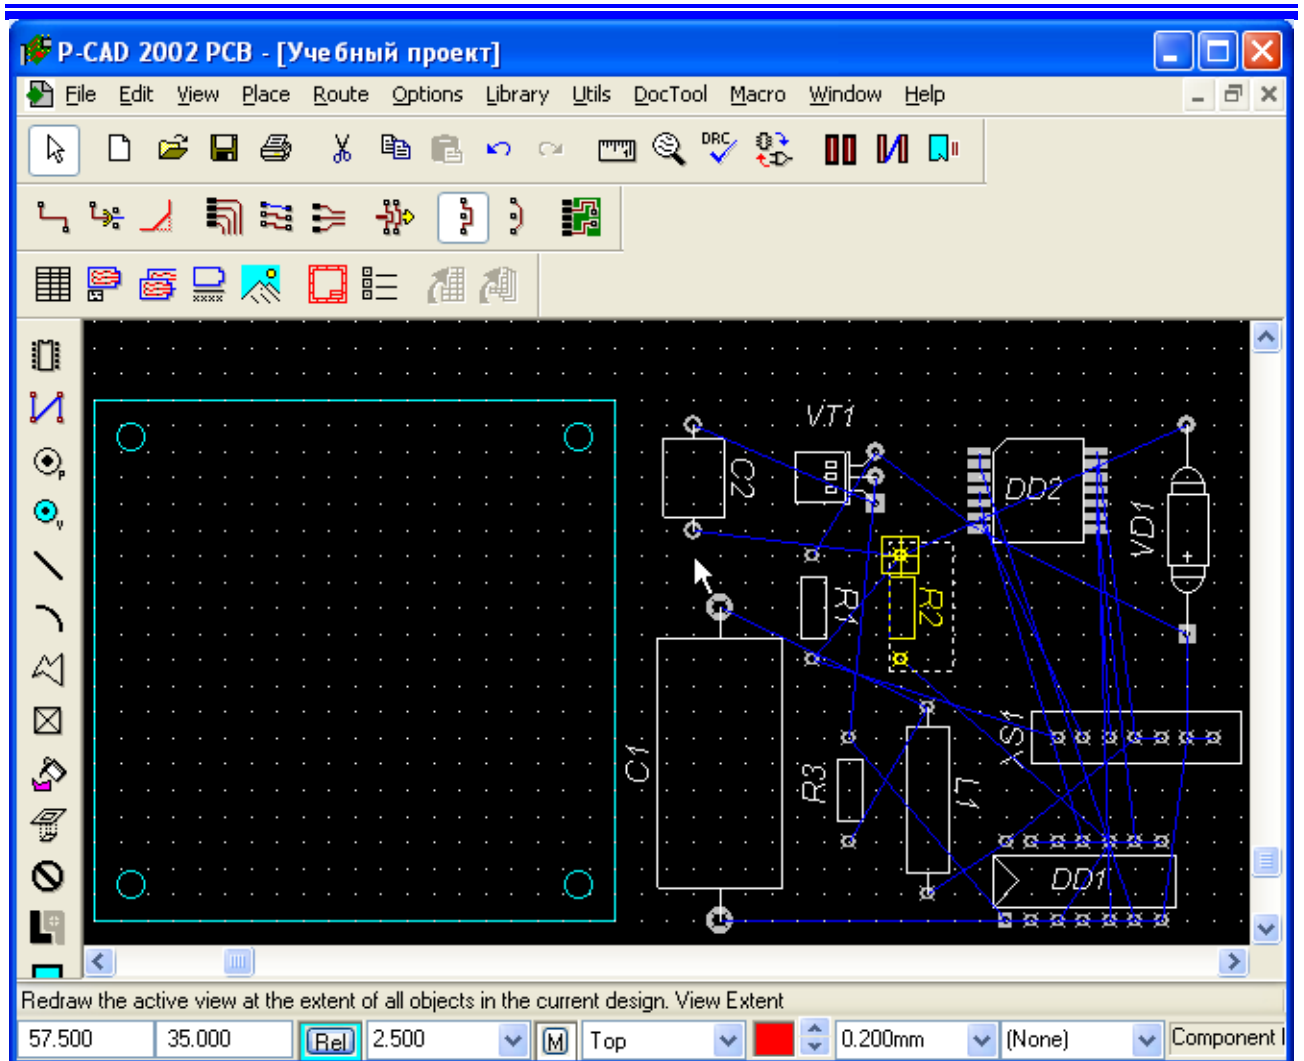 P-CAD 2002 PCB - [Учебный проект]
File Edit View Place Route Options Library Utils DocTool Macro Window Help
DRC
VT1
C2
DD2
VD1
R1
R2
C1
XS1
R3
L1
DD1
Redraw the active view at the extent of all objects in the current design. View Extent
57.500 35.000 Rel 2.500 M Top 0.200mm (None) Component